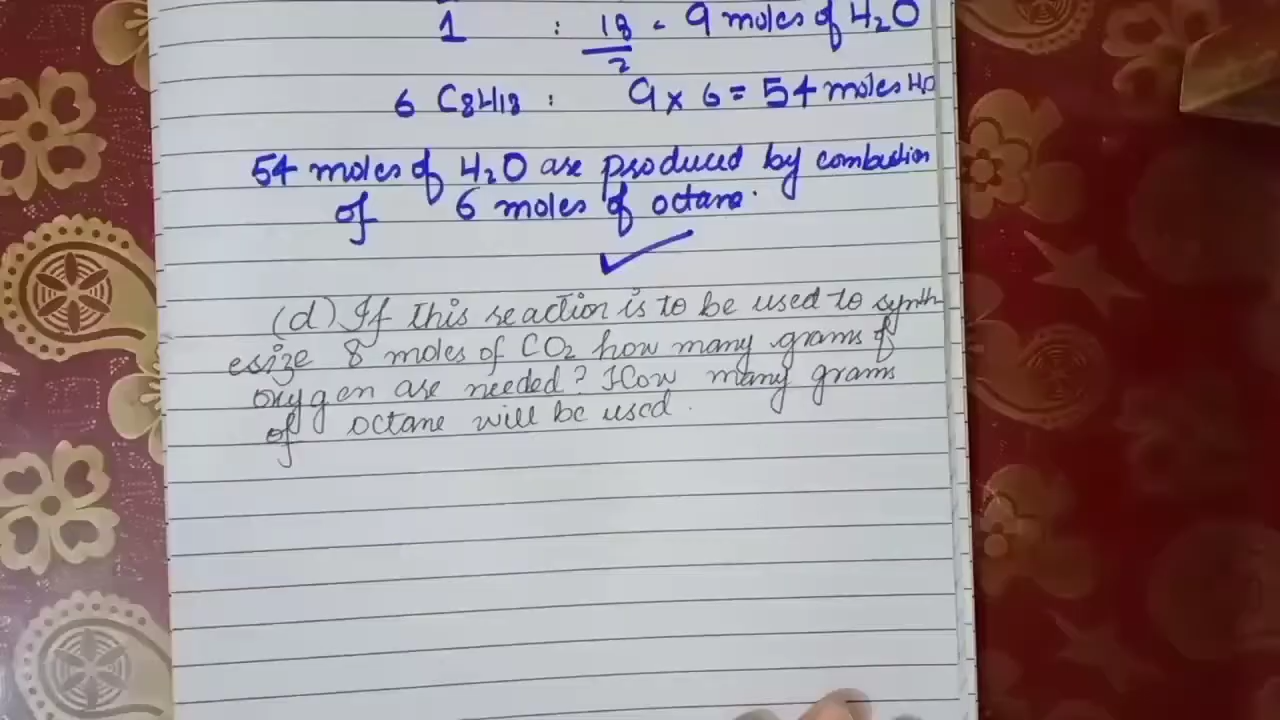 1 : 18/2 = 9 moles of H2O
6 C8H18 : 9 x 6 = 54 moles H2O
54 moles of H2O are produced by combustion
of 6 moles of octane.
✓
(d) If this reaction is to be used to synth
esize 8 moles of CO2 how many grams of
oxygen are needed? How many grams
of octane will be used.